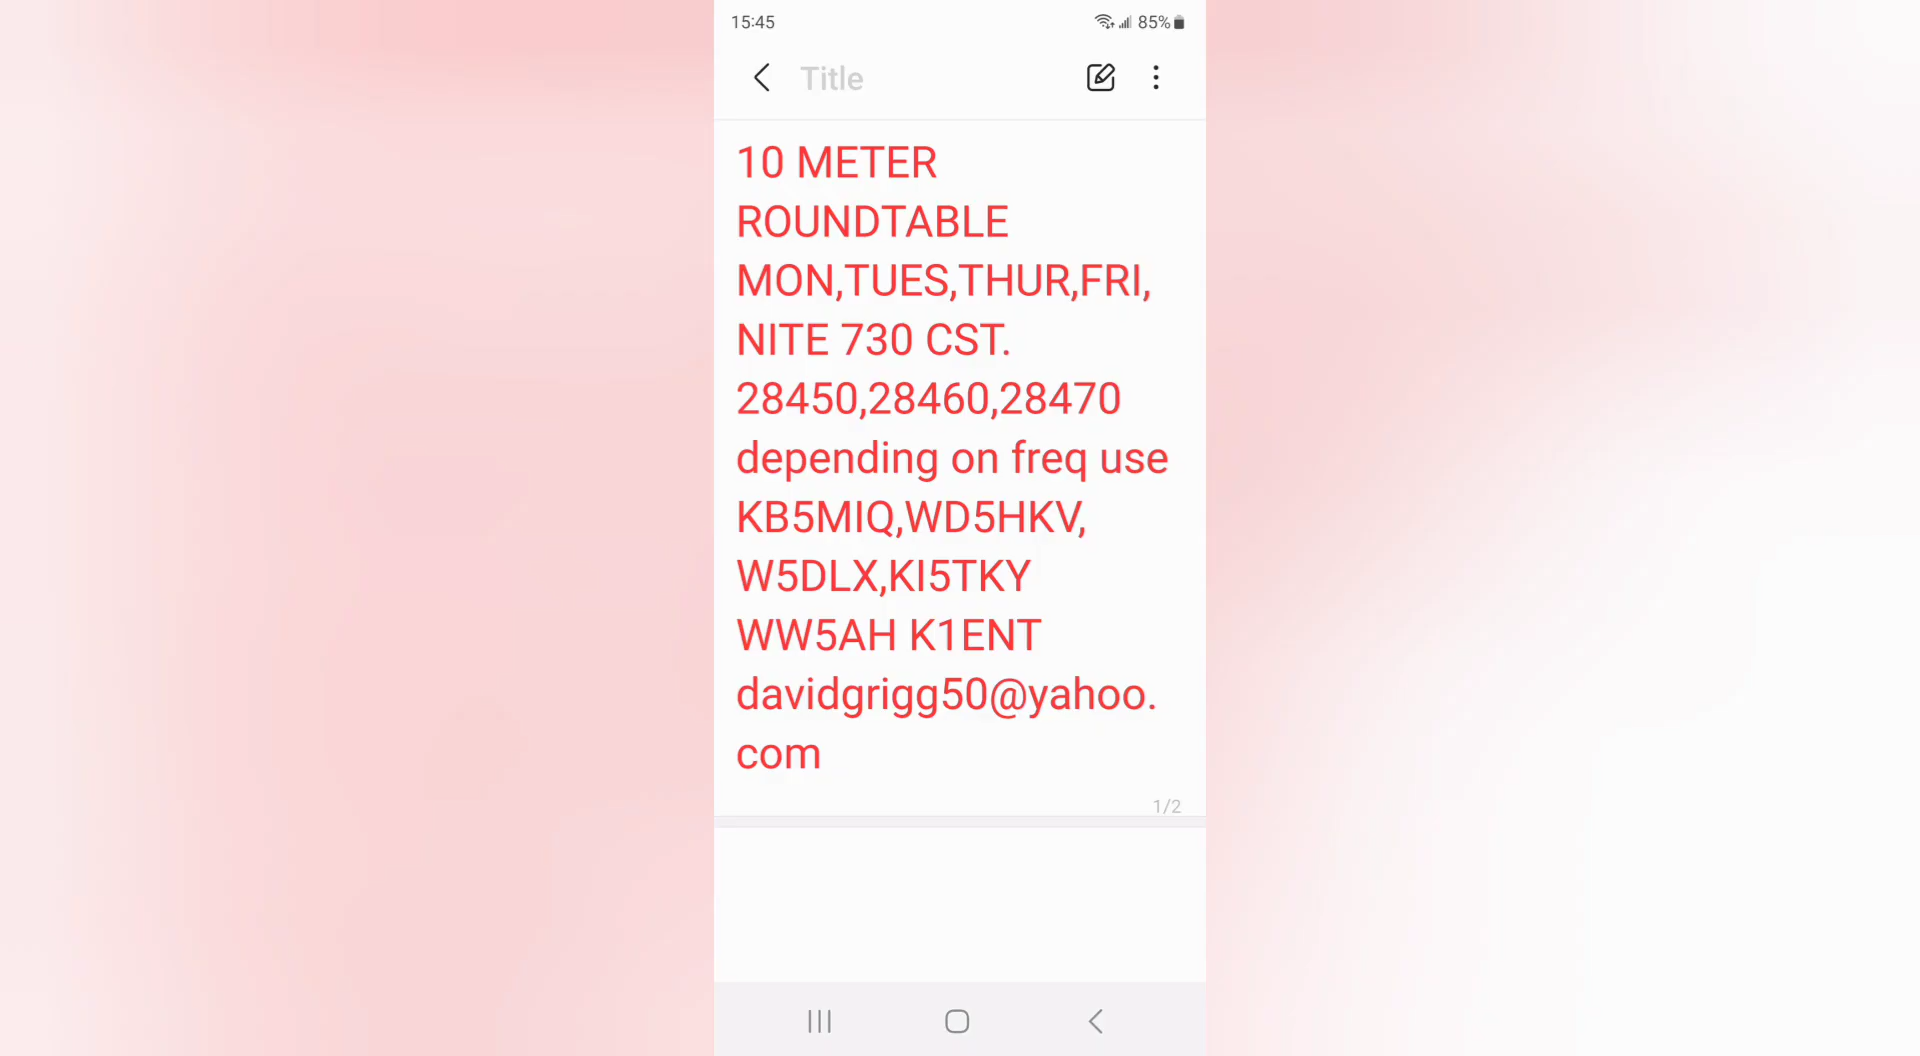 15:45
85%
Title
10 METER
ROUNDTABLE
MON,TUES,THUR,FRI,
NITE 730 CST.
28450,28460,28470
depending on freq use
KB5MIQ,WD5HKV,
W5DLX,KI5TKY
WW5AH K1ENT
davidgrigg50@yahoo.
com
1/2